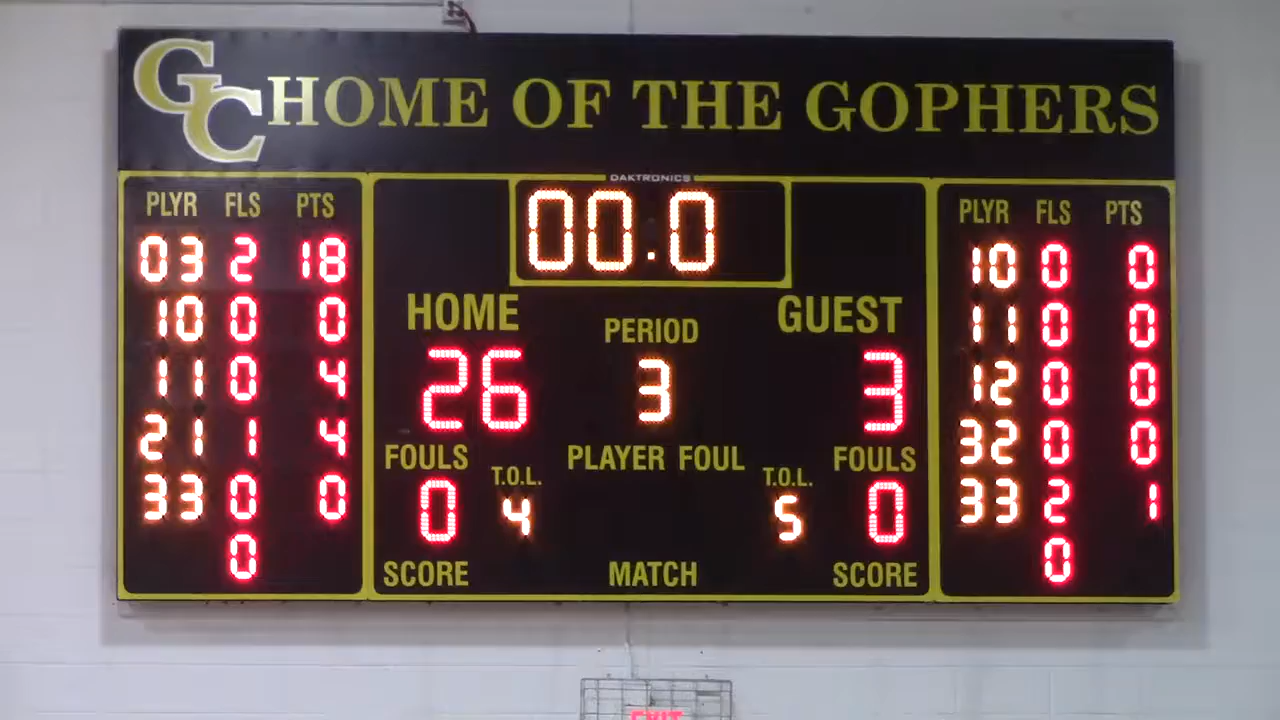 GC HOME OF THE GOPHERS
DAKTRONICS
00.0
PLYR FLS PTS
03 2 18
10 0 0
11 0 4
21 1 4
33 0 0
0
HOME PERIOD GUEST
26 3 3
FOULS T.O.L. PLAYER FOUL T.O.L. FOULS
0 4 5 0
SCORE MATCH SCORE
PLYR FLS PTS
10 0 0
11 0 0
12 0 0
32 0 0
33 2 1
0
EXIT